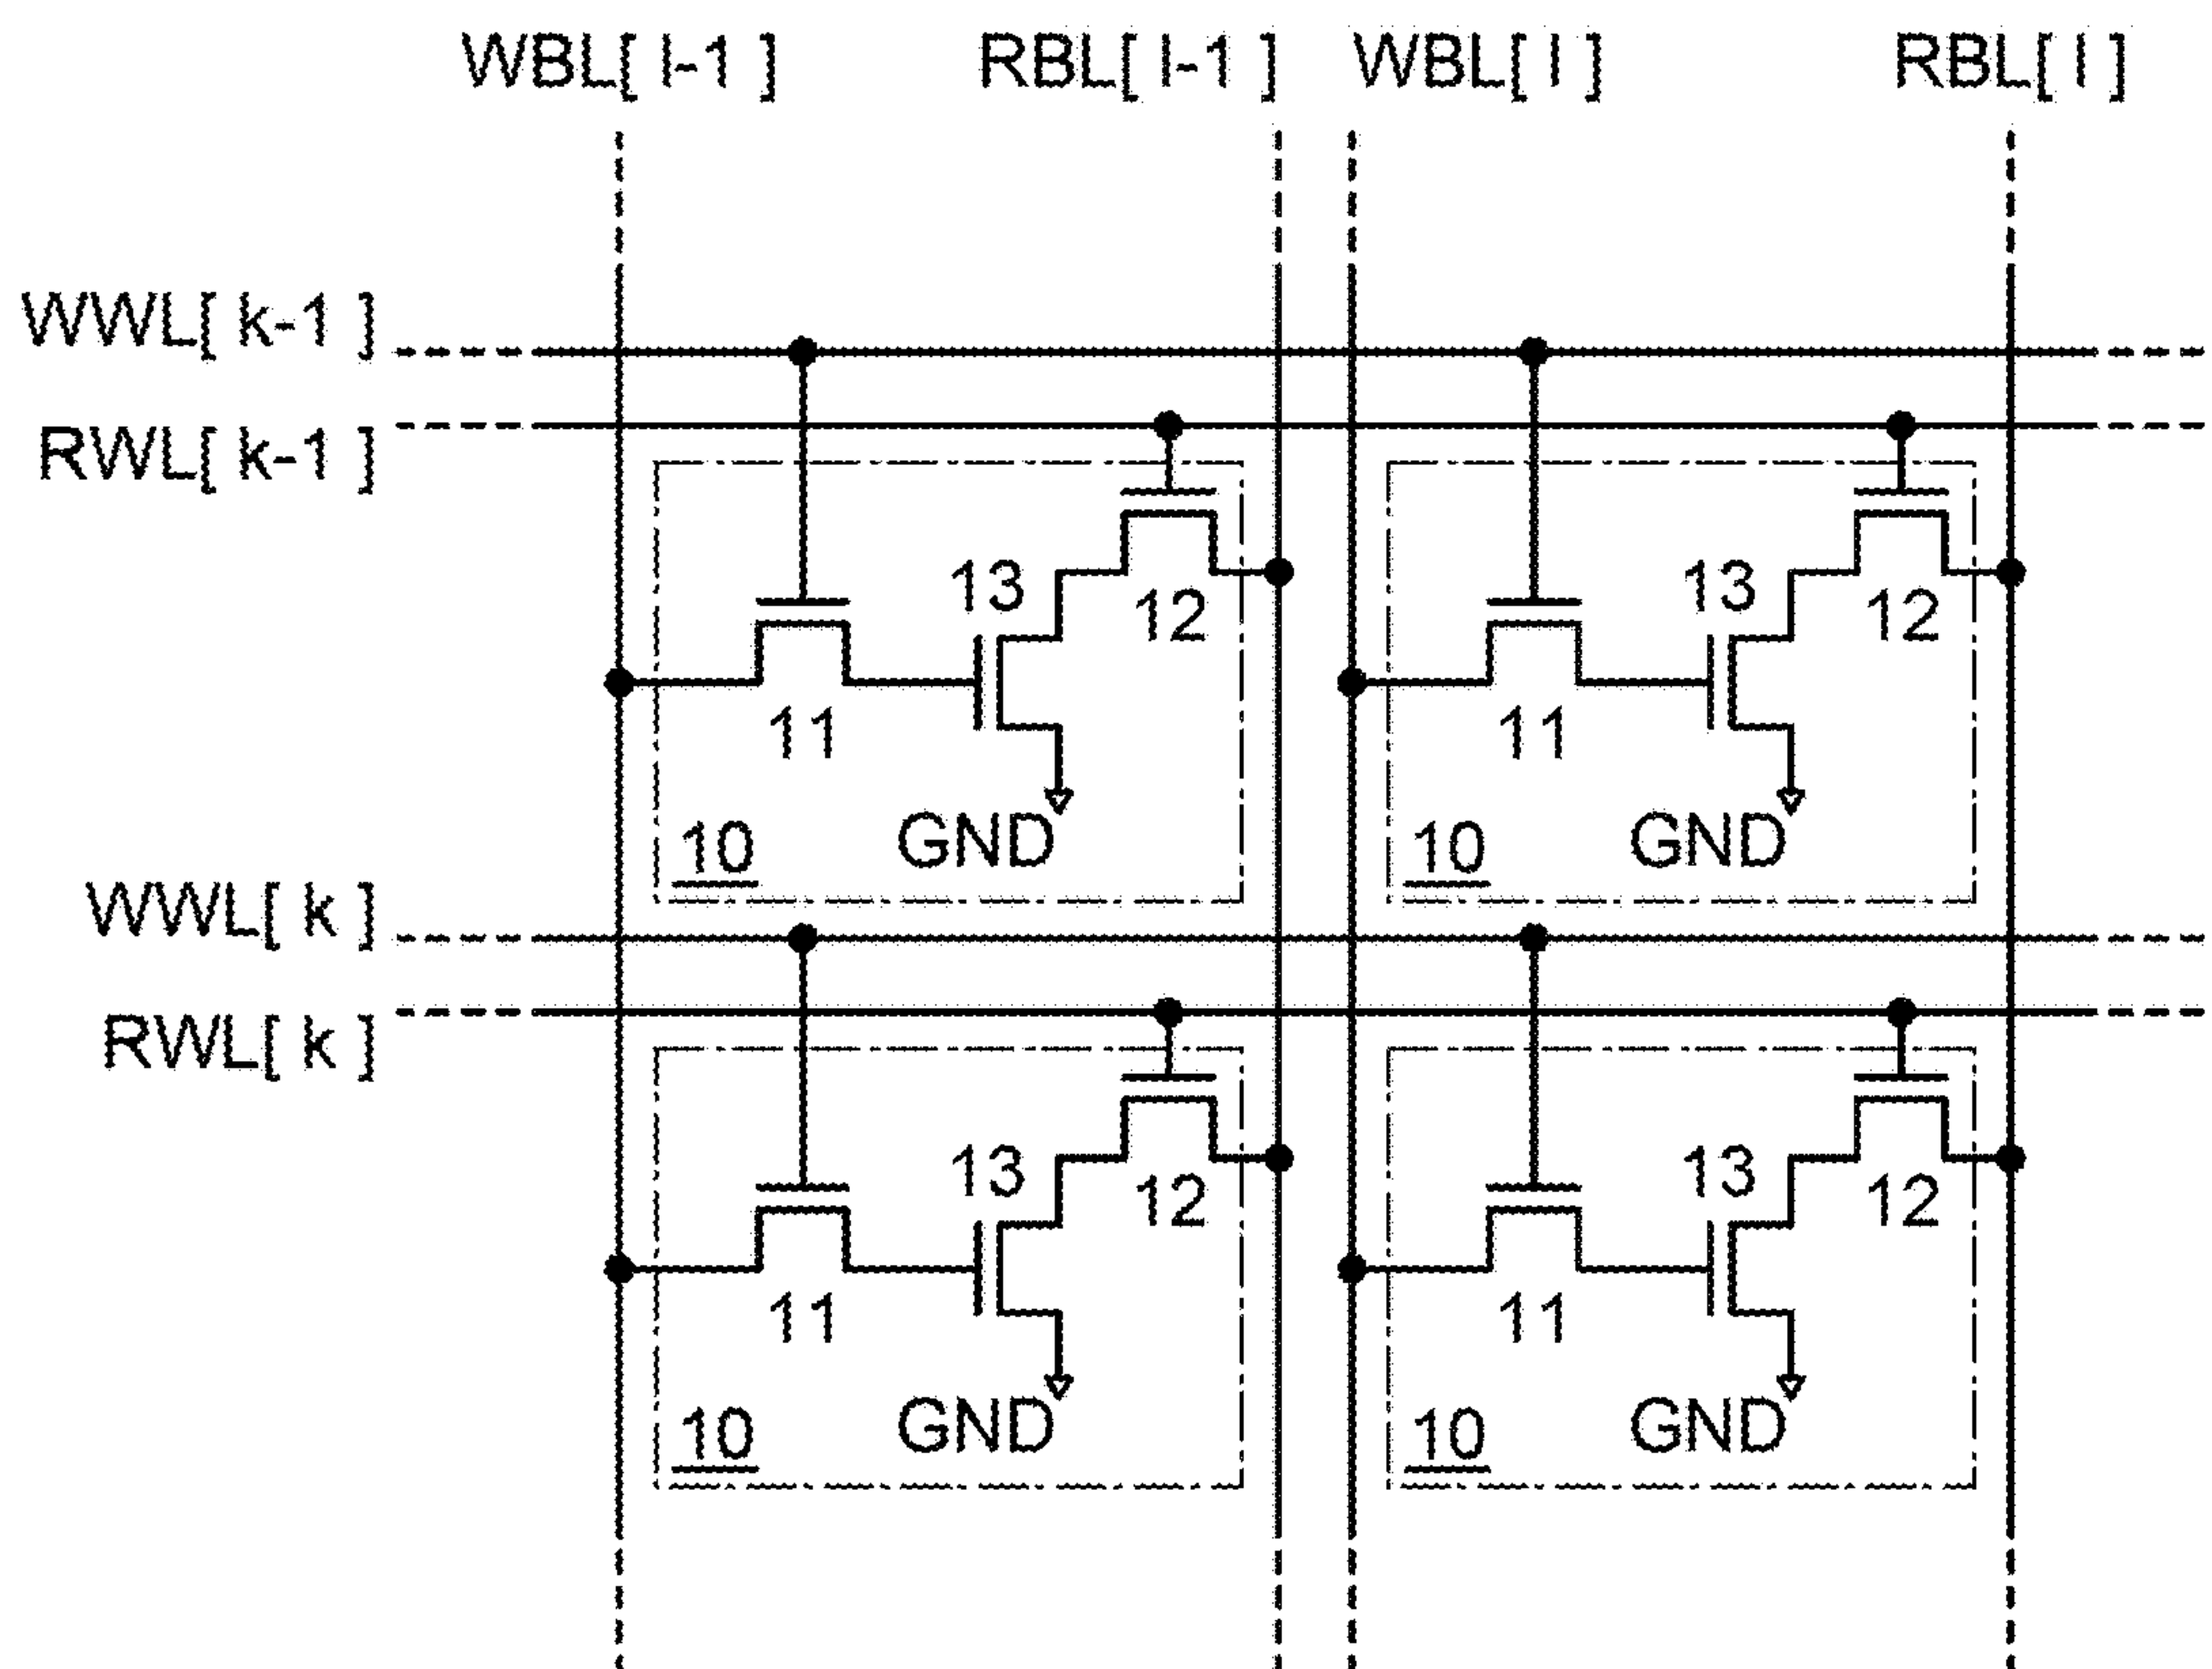 WBL[ l-1 ] RBL[ l-1 ] WBL[ l ] RBL[ l ]
WWL[ k-1 ]
RWL[ k-1 ]
13 12 13 12
11 11
GND GND
10 10
WWL[ k ]
RWL[ k ]
13 12 13 12
11 11
GND GND
10 10